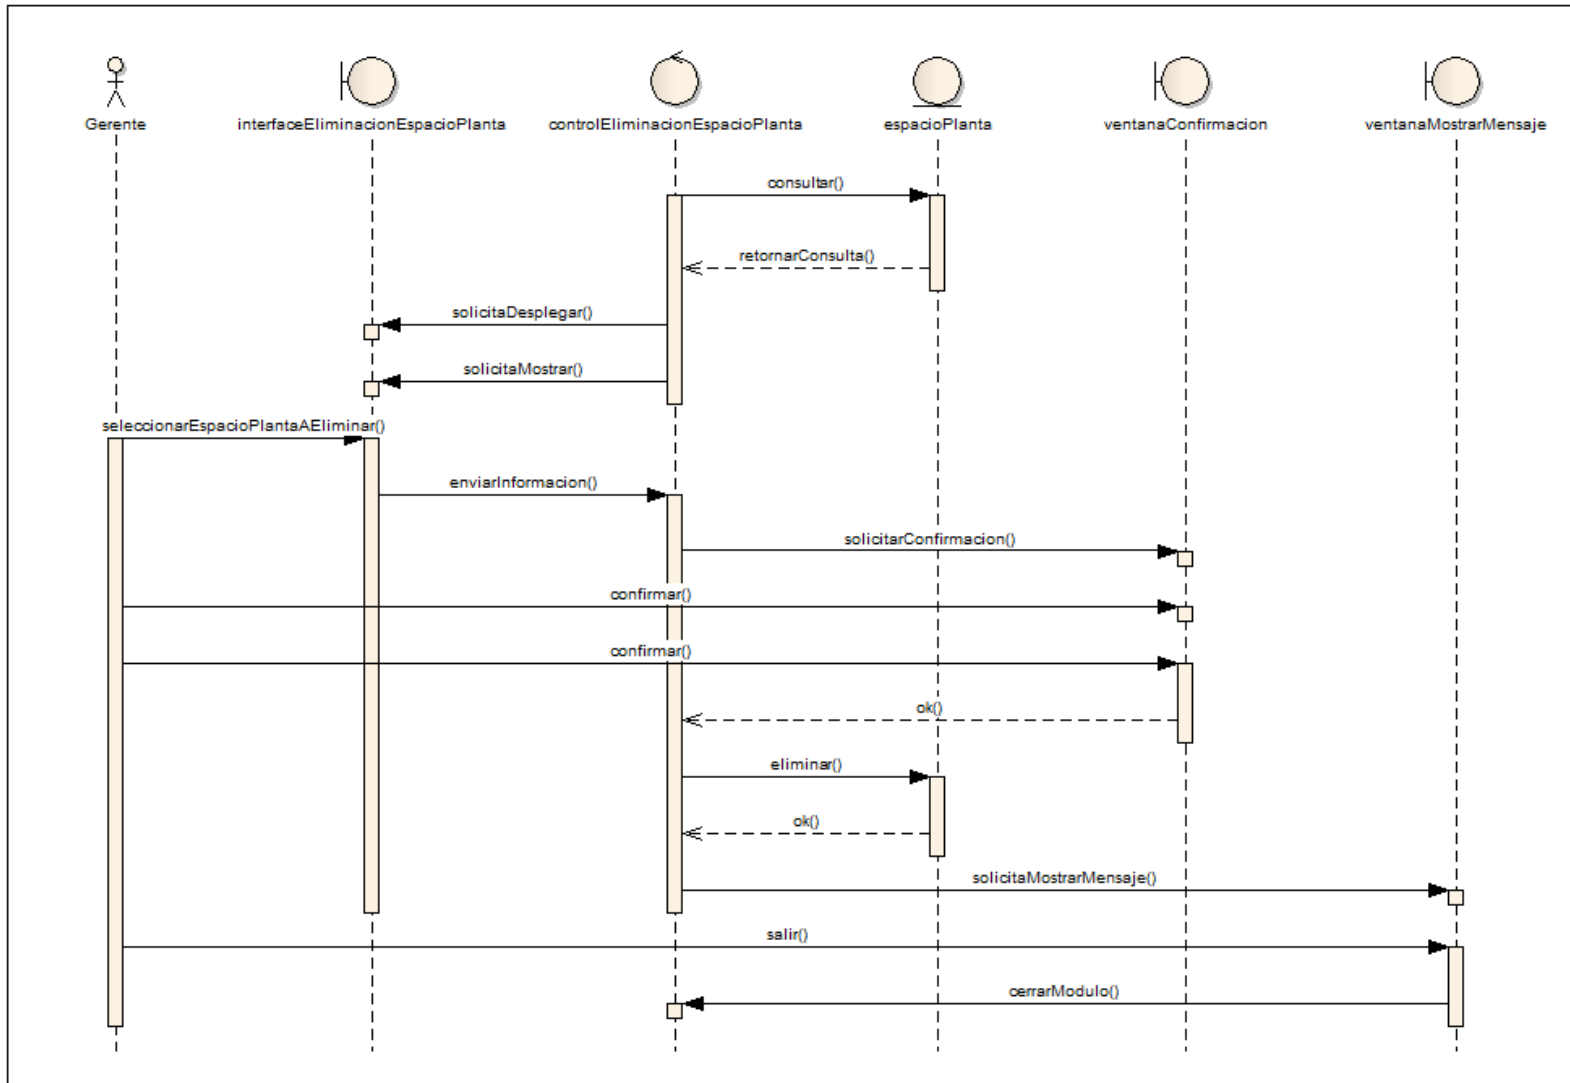 Gerente
interfaceEliminacionEspacioPlanta
controlEliminacionEspacioPlanta
espacioPlanta
ventanaConfirmacion
ventanaMostrarMensaje
consultar()
retornarConsulta()
solicitaDesplegar()
solicitaMostrar()
seleccionarEspacioPlantaAEliminar()
enviarInformacion()
solicitarConfirmacion()
confirmar()
confirmar()
ok()
eliminar()
ok()
solicitaMostrarMensaje()
salir()
cerrarModulo()